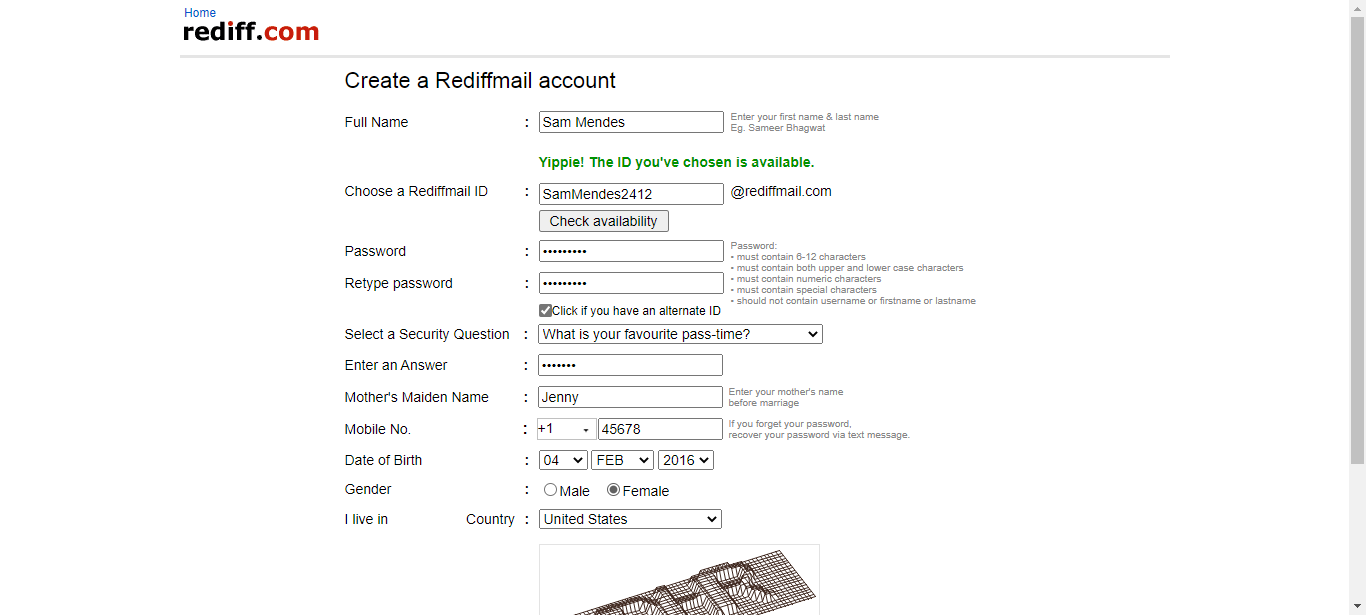 Home
rediff.com
Create a Rediffmail account
Full Name : Sam Mendes Enter your first name & last name
Eg. Sameer Bhagwat
Yippie! The ID you've chosen is available.
Choose a Rediffmail ID : SamMendes2412 @rediffmail.com
Check availability
Password : ••••••••• Password:
• must contain 6-12 characters
• must contain both upper and lower case characters
• must contain numeric characters
• must contain special characters
• should not contain username or firstname or lastname
Retype password : •••••••••
Click if you have an alternate ID
Select a Security Question : What is your favourite pass-time?
Enter an Answer : •••••••
Mother's Maiden Name : Jenny Enter your mother's name
before marriage
Mobile No. : +1 45678 If you forget your password,
recover your password via text message.
Date of Birth : 04 FEB 2016
Gender : Male Female
I live in Country : United States